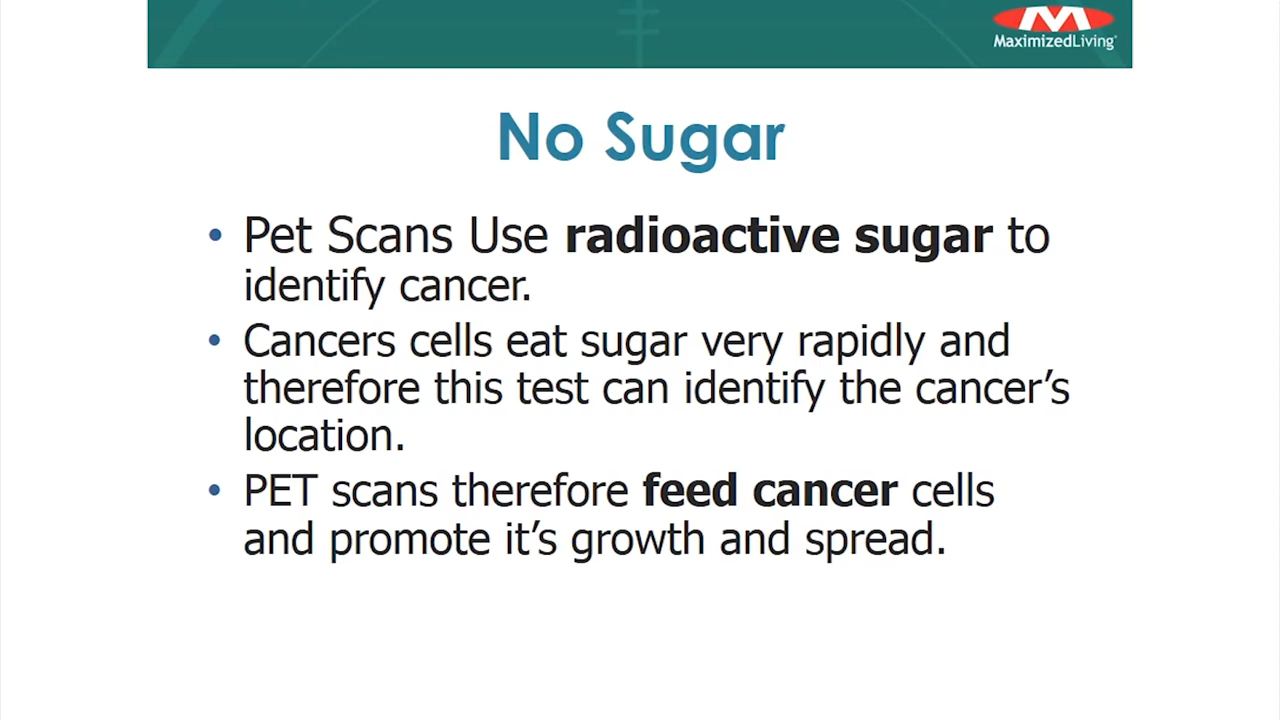 MaximizedLiving
No Sugar
• Pet Scans Use radioactive sugar to
identify cancer.
• Cancers cells eat sugar very rapidly and
therefore this test can identify the cancer’s
location.
• PET scans therefore feed cancer cells
and promote it’s growth and spread.